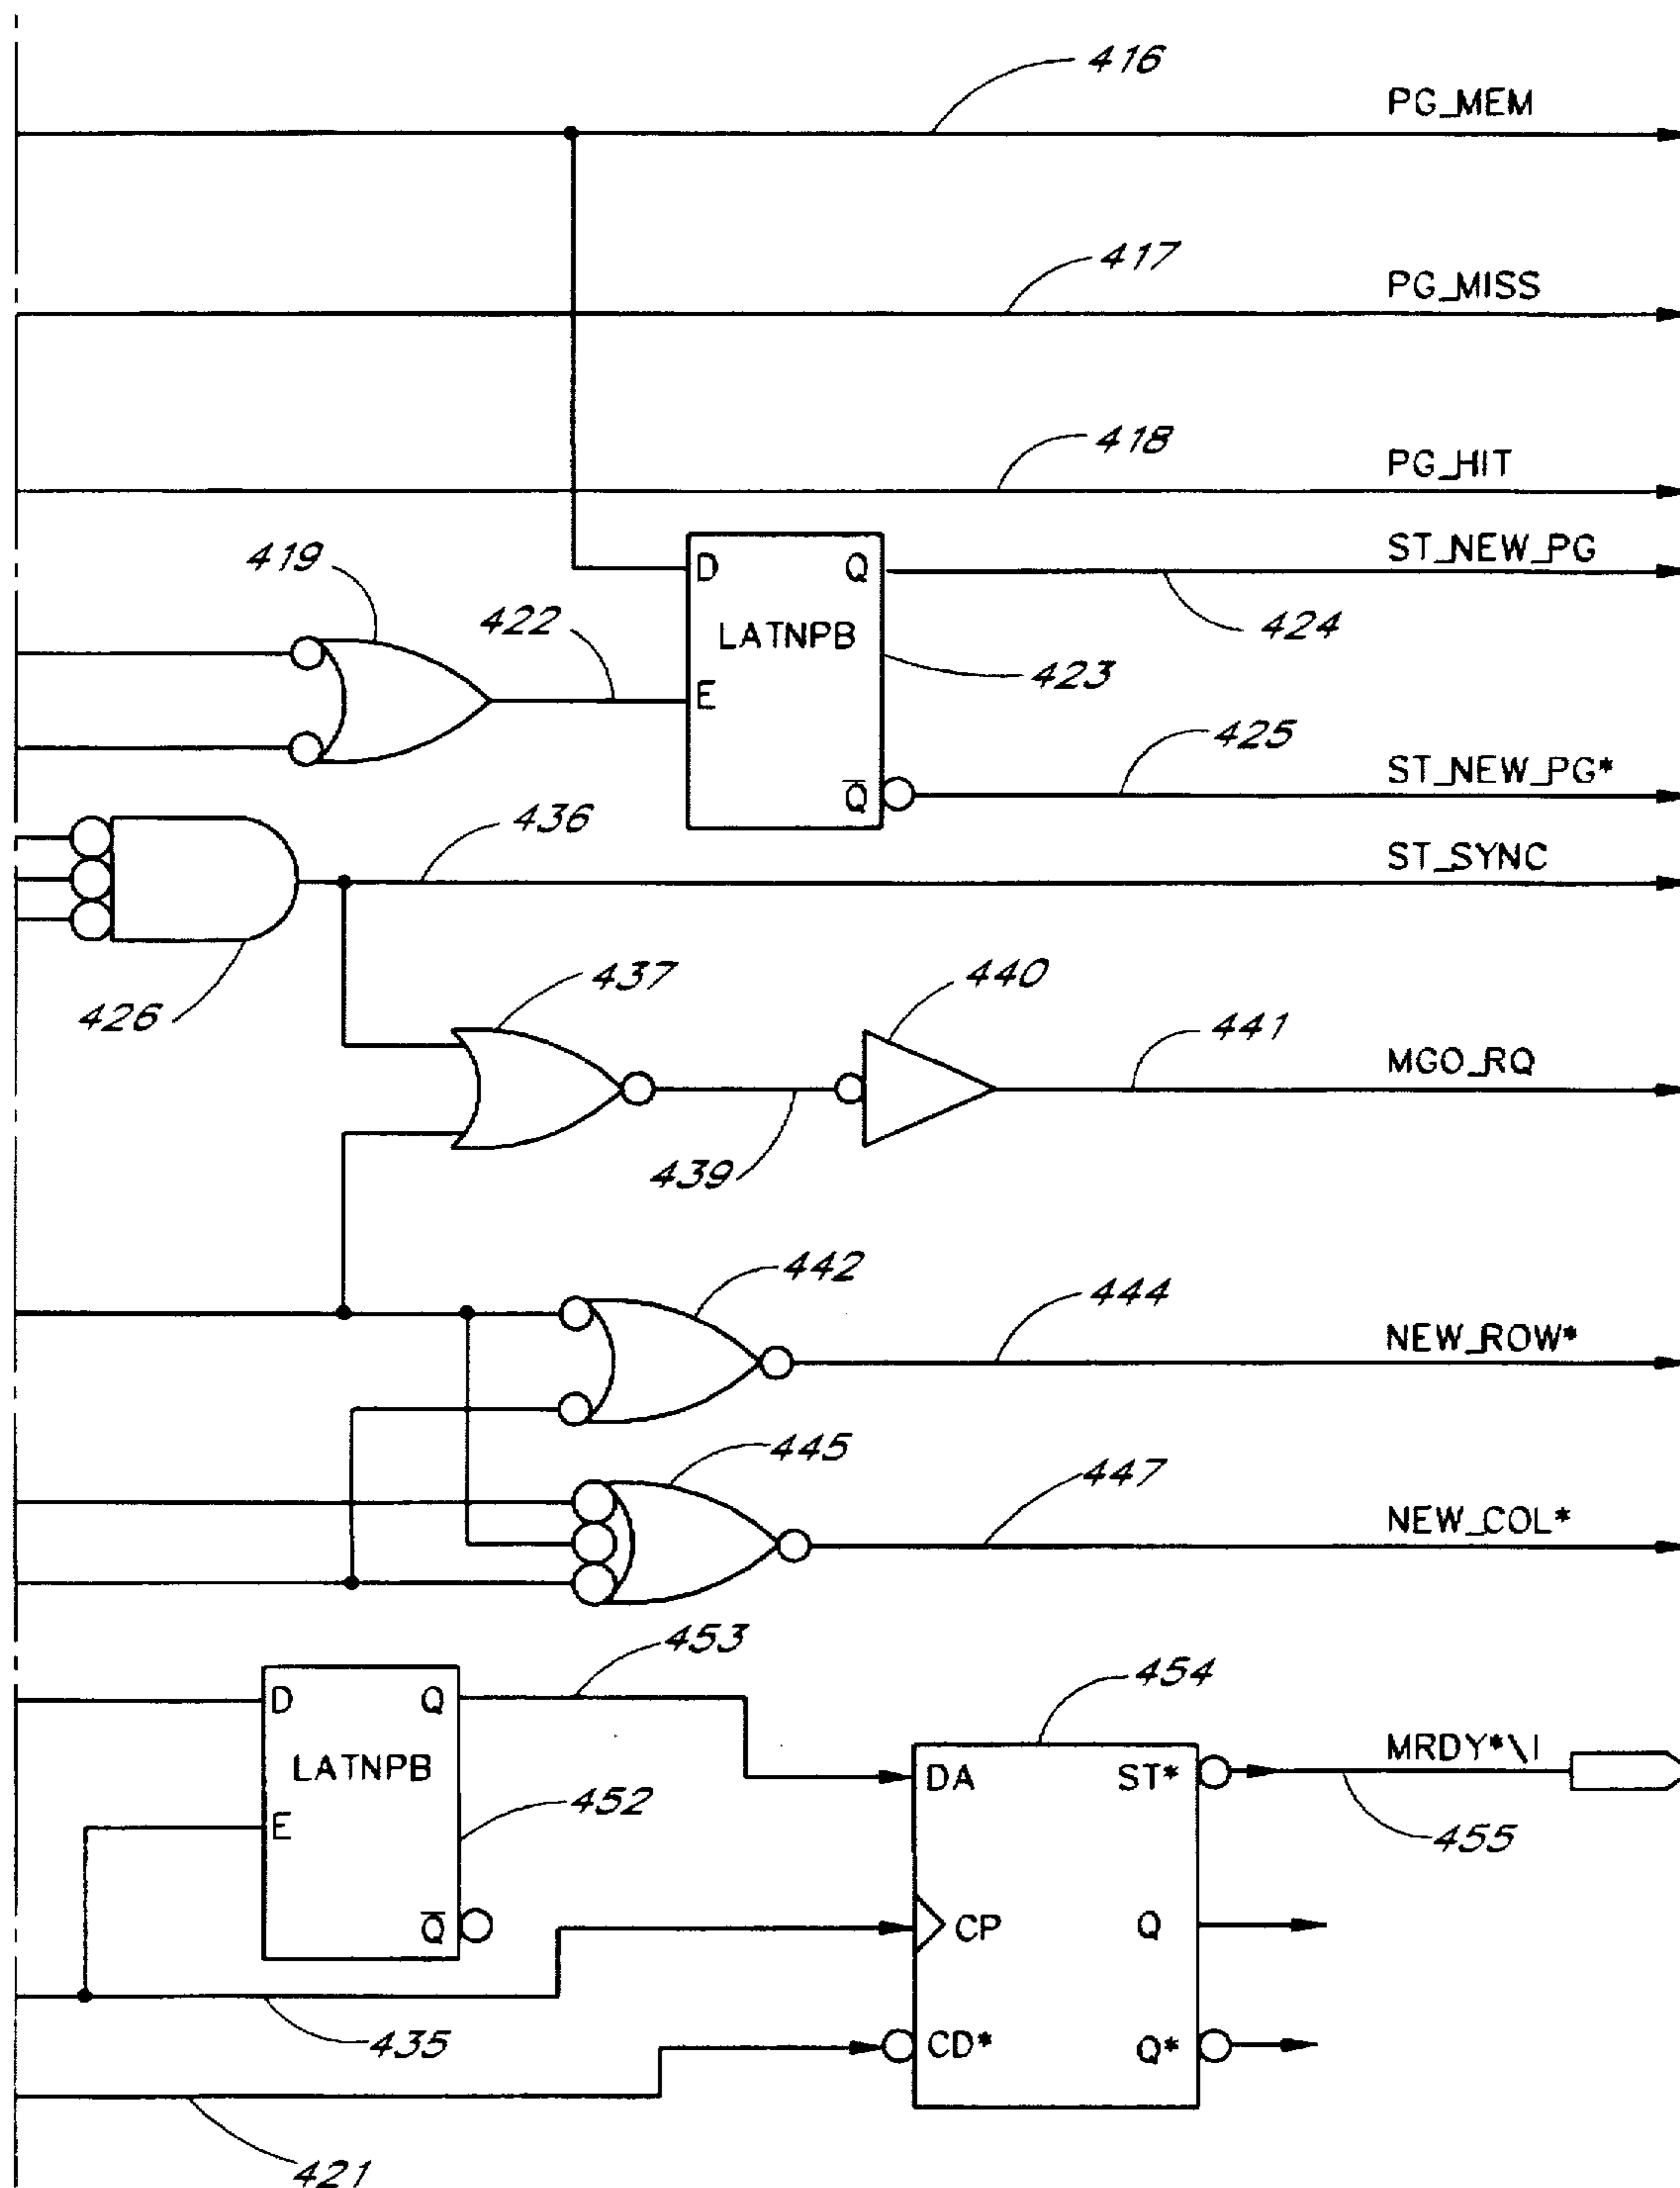 416
PG_MEM
417
PG_MISS
418
PG_HIT
419
D
Q
ST_NEW_PG
422
LATNPB
424
423
E
425
Q
ST_NEW_PG*
436
ST_SYNC
426
437
440
441
MGO_RQ
439
442
444
NEW_ROW*
445
447
NEW_COL*
453
454
D
Q
LATNPB
DA
ST*
MRDY*\I
452
455
E
Q
CP
Q
435
CD*
Q*
421